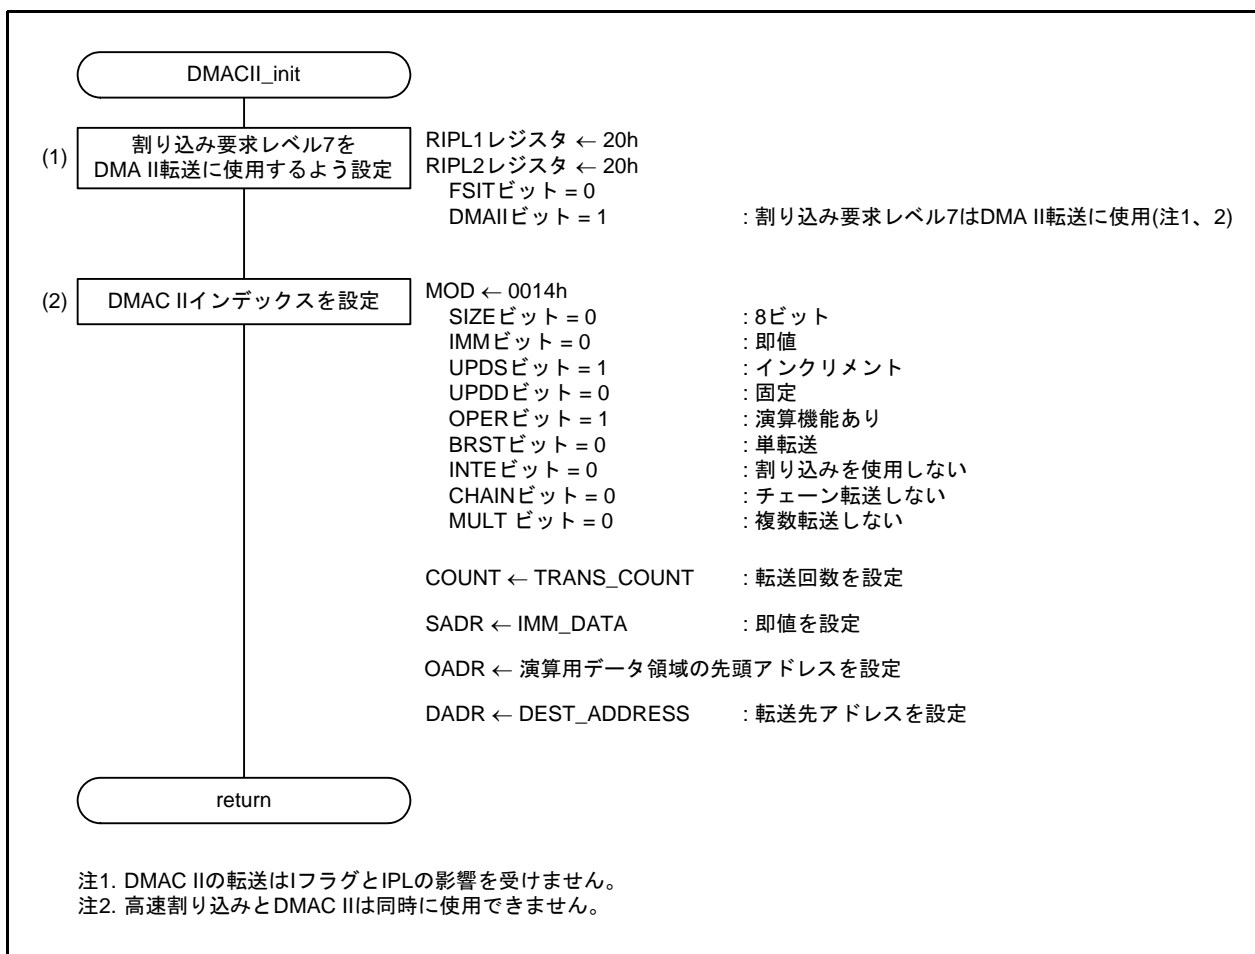 DMACII_init
(1)
割り込み要求レベル7を
DMA II転送に使用するよう設定
RIPL1レジスタ ← 20h
RIPL2レジスタ ← 20h
FSITビット = 0
DMAIIビット = 1 : 割り込み要求レベル7はDMA II転送に使用(注1、2)
(2)
DMAC IIインデックスを設定
MOD ← 0014h
SIZEビット = 0 : 8ビット
IMMビット = 0 : 即値
UPDSビット = 1 : インクリメント
UPDDビット = 0 : 固定
OPERビット = 1 : 演算機能あり
BRSTビット = 0 : 単転送
INTEビット = 0 : 割り込みを使用しない
CHAINビット = 0 : チェーン転送しない
MULT ビット = 0 : 複数転送しない
COUNT ← TRANS_COUNT : 転送回数を設定
SADR ← IMM_DATA : 即値を設定
OADR ← 演算用データ領域の先頭アドレスを設定
DADR ← DEST_ADDRESS : 転送先アドレスを設定
return
注1. DMAC IIの転送はIフラグとIPLの影響を受けません。
注2. 高速割り込みとDMAC IIは同時に使用できません。